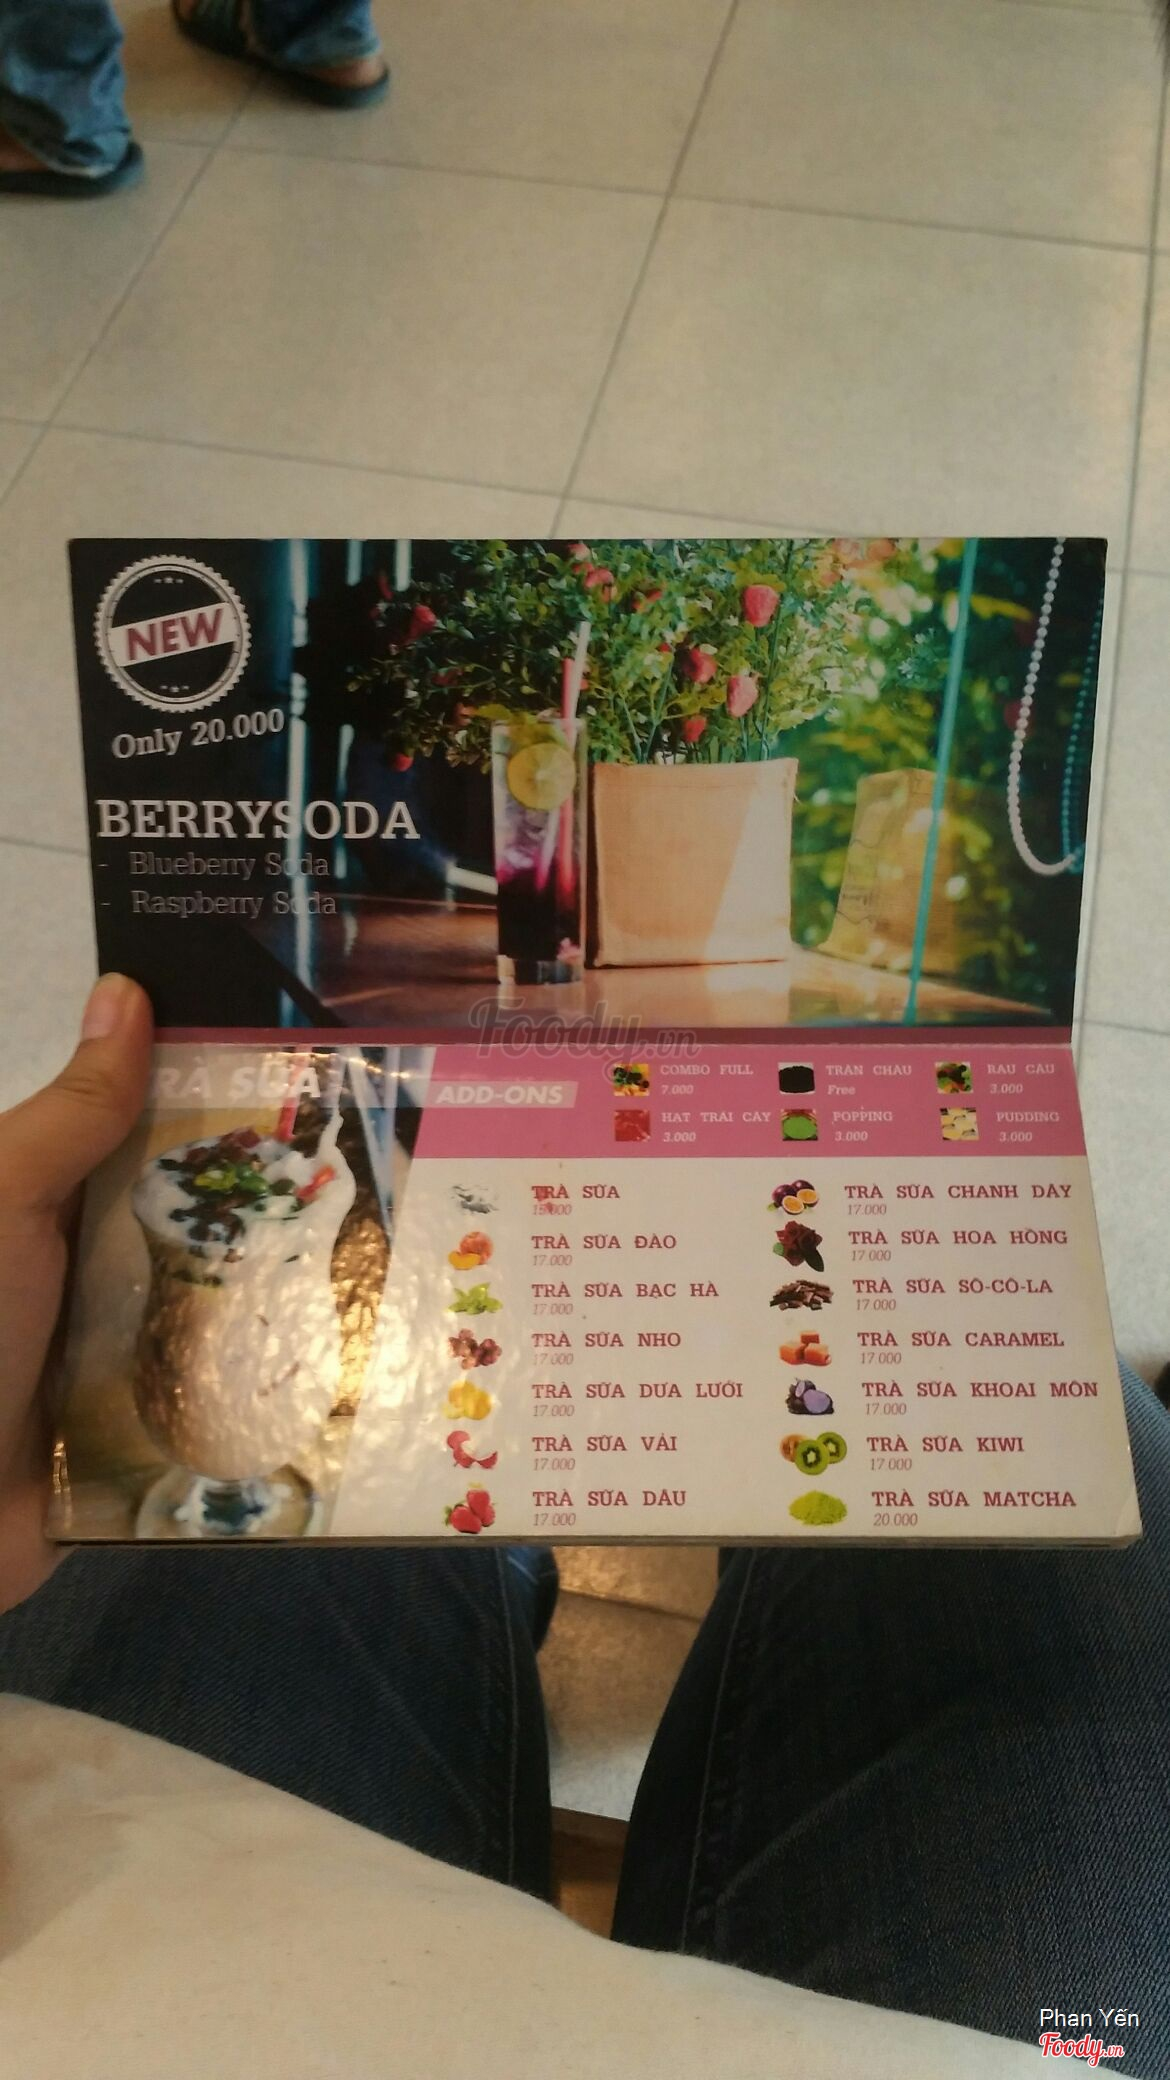 NEW
Only 20.000
BERRYSODA
- Blueberry Soda
- Raspberry Soda
Foody.vn
TRÀ SỮA
ADD-ONS
COMBO FULL
7.000
TRÂN CHÂU
Free
RAU CÂU
3.000
HẠT TRÁI CÂY
3.000
POPPING
3.000
PUDDING
3.000
TRÀ SỮA
15.000
TRÀ SỮA ĐÀO
17.000
TRÀ SỮA BẠC HÀ
17.000
TRÀ SỮA NHO
17.000
TRÀ SỮA DƯA LƯỚI
17.000
TRÀ SỮA VẢI
17.000
TRÀ SỮA DÂU
17.000
TRÀ SỮA CHANH DÂY
17.000
TRÀ SỮA HOA HỒNG
17.000
TRÀ SỮA SÔ-CÔ-LA
17.000
TRÀ SỮA CARAMEL
17.000
TRÀ SỮA KHOAI MÔN
17.000
TRÀ SỮA KIWI
17.000
TRÀ SỮA MATCHA
20.000
Phan Yến
Foody.vn